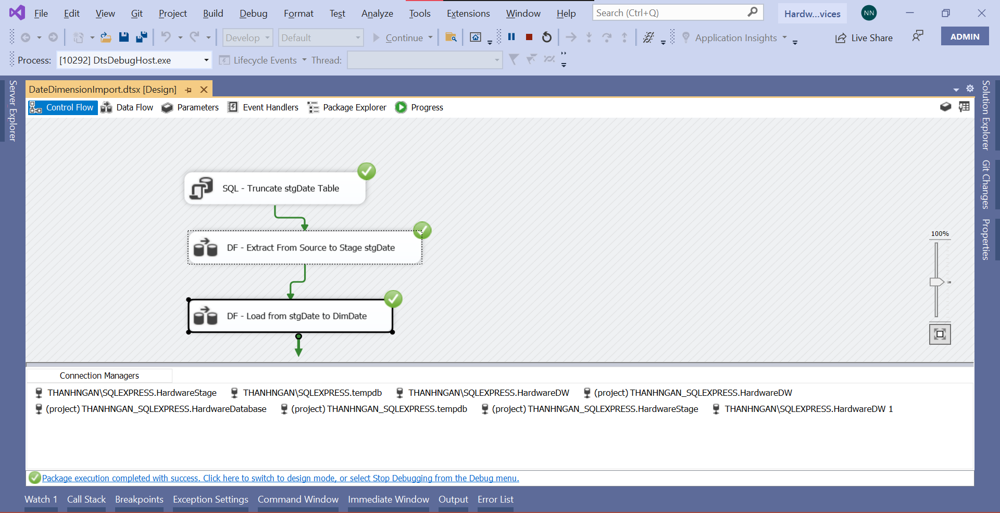 File Edit View Git Project Build Debug Format Test Analyze Tools Extensions Window Help Search (Ctrl+Q) Hardw...vices NN
Develop Default Continue Application Insights Live Share ADMIN
Process: [10292] DtsDebugHost.exe Lifecycle Events Thread:
Server Explorer
DateDimensionImport.dtsx [Design]
Control Flow Data Flow Parameters Event Handlers Package Explorer Progress
SQL - Truncate stgDate Table
DF - Extract From Source to Stage stgDate
DF - Load from stgDate to DimDate
100%
Solution Explorer
Git Changes
Properties
Connection Managers
THANHNGAN\SQLEXPRESS.HardwareStage THANHNGAN\SQLEXPRESS.tempdb THANHNGAN\SQLEXPRESS.HardwareDW (project) THANHNGAN_SQLEXPRESS.HardwareDW
(project) THANHNGAN_SQLEXPRESS.HardwareDatabase (project) THANHNGAN_SQLEXPRESS.tempdb (project) THANHNGAN_SQLEXPRESS.HardwareStage THANHNGAN\SQLEXPRESS.HardwareDW 1
Package execution completed with success. Click here to switch to design mode, or select Stop Debugging from the Debug menu.
Watch 1 Call Stack Breakpoints Exception Settings Command Window Immediate Window Output Error List